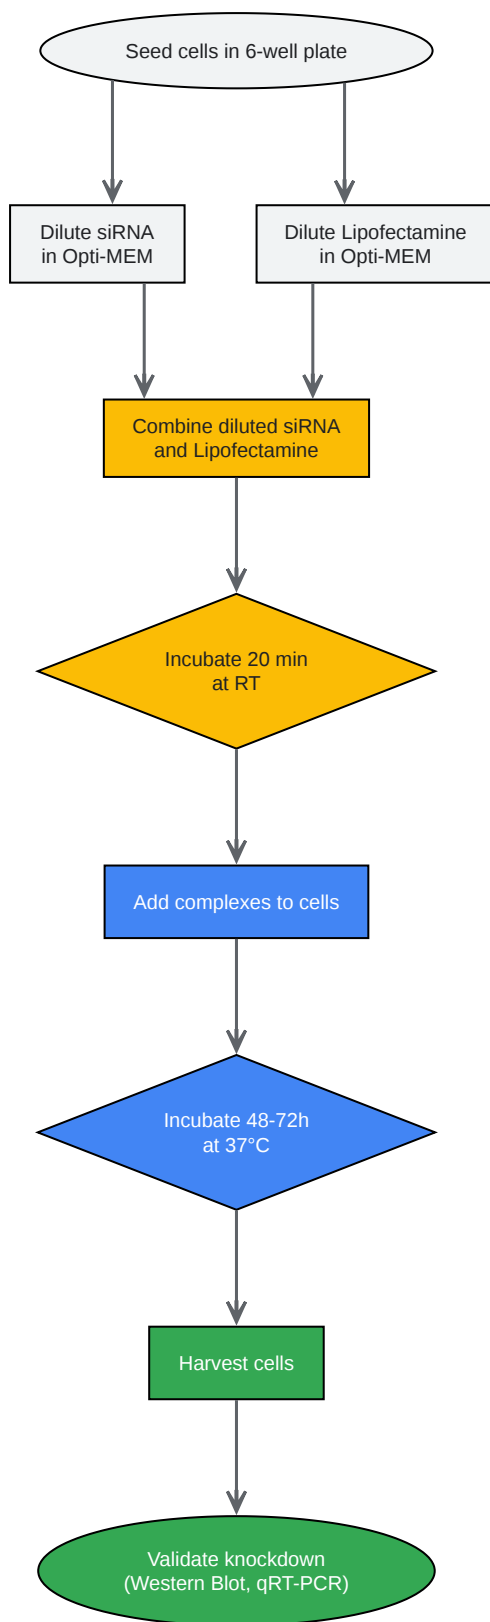 Seed cells in 6-well plate
Dilute siRNA
in Opti-MEM
Dilute Lipofectamine
in Opti-MEM
Combine diluted siRNA
and Lipofectamine
Incubate 20 min
at RT
Add complexes to cells
Incubate 48-72h
at 37°C
Harvest cells
Validate knockdown
(Western Blot, qRT-PCR)